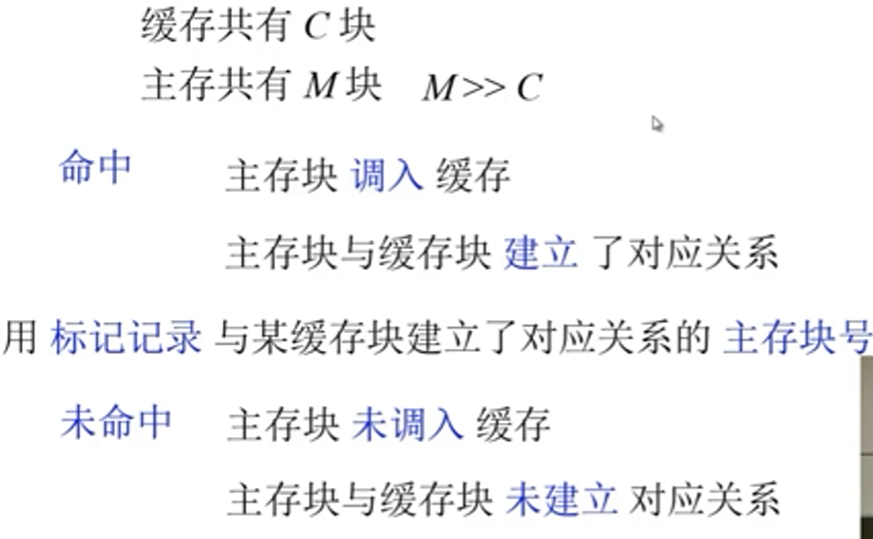 缓存共有 C 块
主存共有 M 块 M >> C
命中 主存块 调入 缓存
主存块与缓存块 建立 了对应关系
用 标记记录 与某缓存块建立了对应关系的 主存块号
未命中 主存块 未调入 缓存
主存块与缓存块 未建立 对应关系